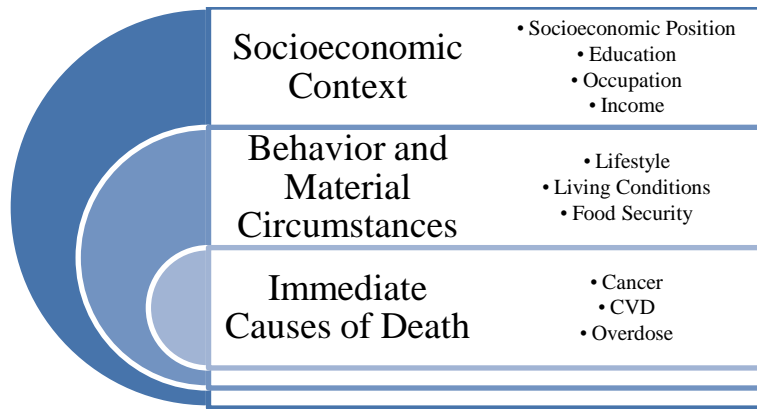 Socioeconomic
Context
• Socioeconomic Position
• Education
• Occupation
• Income
Behavior and
Material
Circumstances
• Lifestyle
• Living Conditions
• Food Security
Immediate
Causes of Death
• Cancer
• CVD
• Overdose